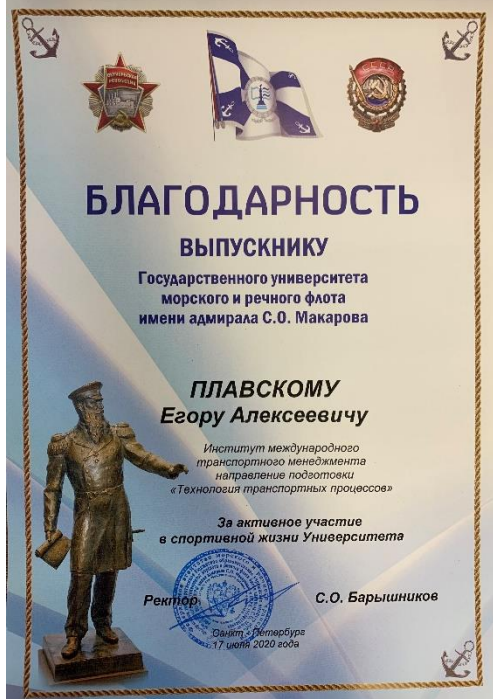 БЛАГОДАРНОСТЬ
ВЫПУСКНИКУ
Государственного университета
морского и речного флота
имени адмирала С.О. Макарова
ПЛАВСКОМУ
Егору Алексеевичу
Институт международного
транспортного менеджмента
направление подготовки
«Технология транспортных процессов»
За активное участие
в спортивной жизни Университета
Ректор
С.О. Барышников
Санкт - Петербург
17 июля 2020 года